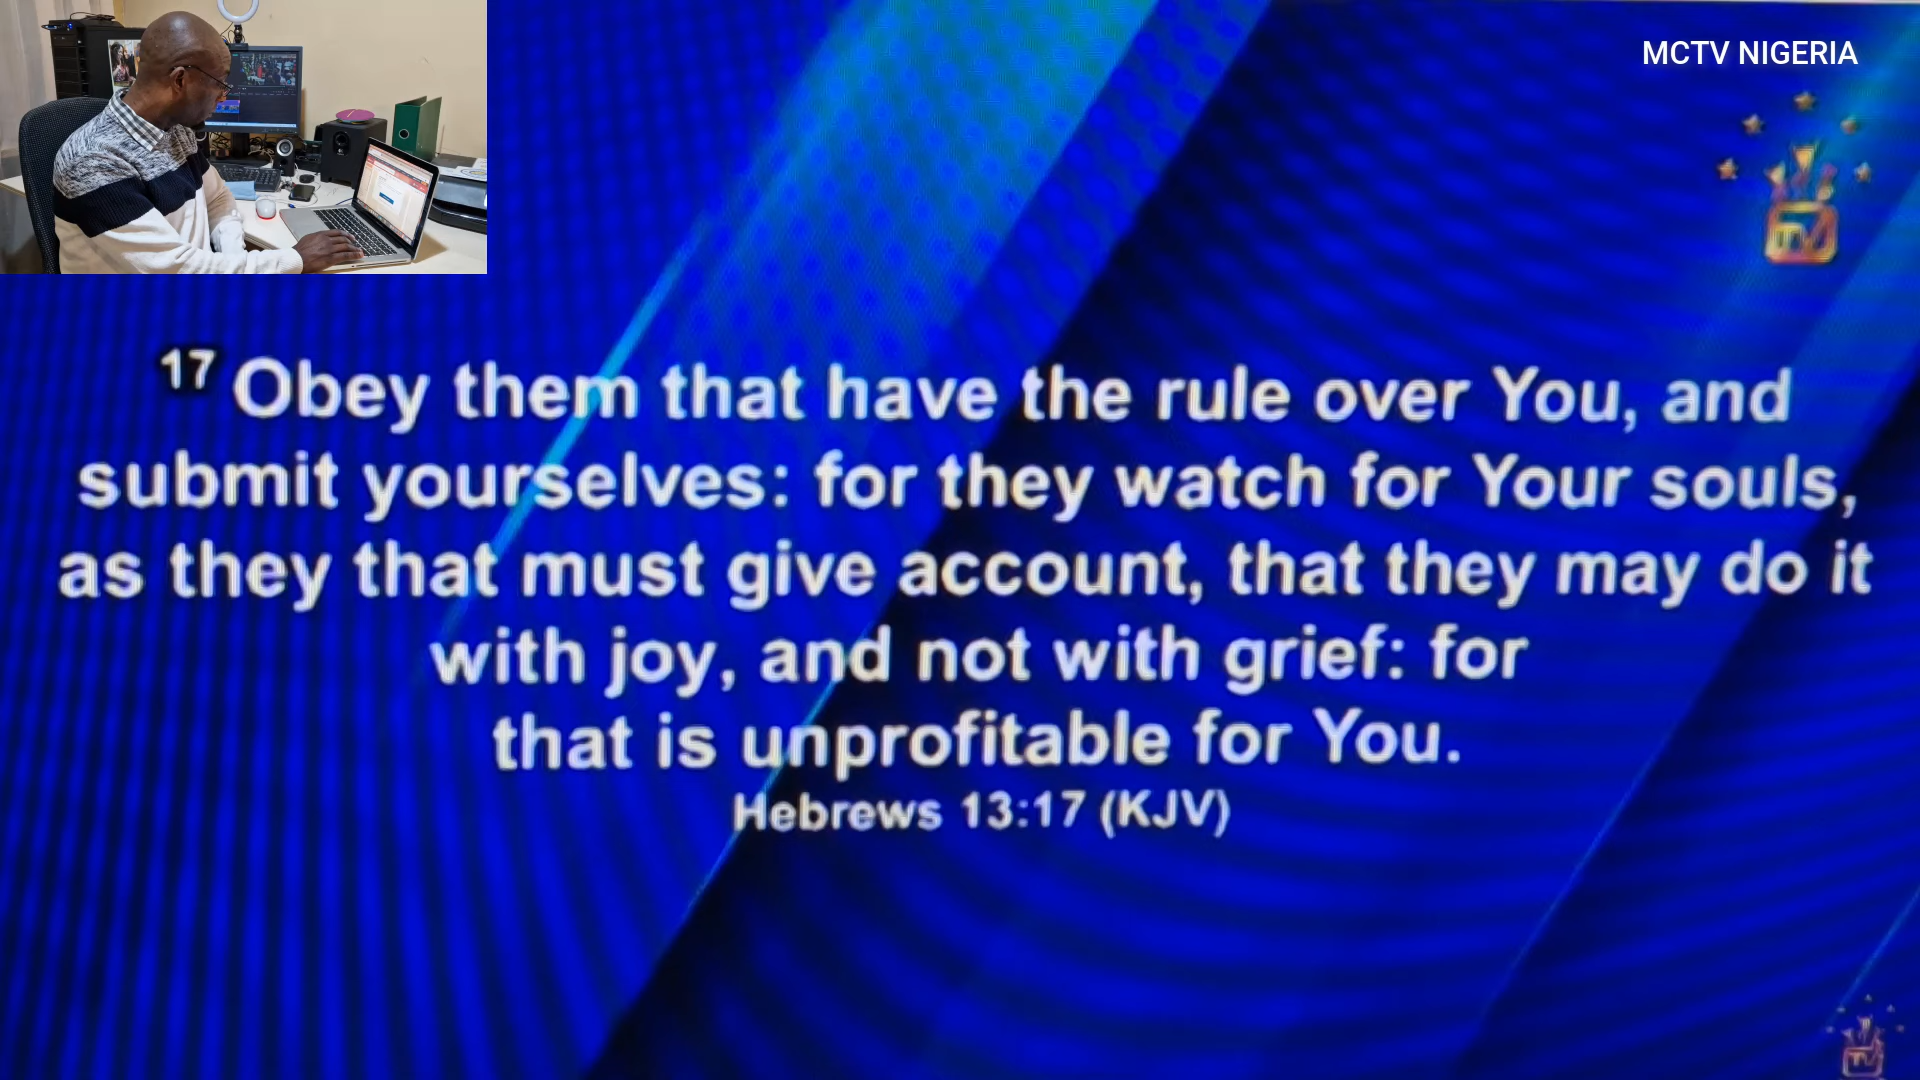 MCTV NIGERIA
17 Obey them that have the rule over You, and
submit yourselves: for they watch for Your souls,
as they that must give account, that they may do it
with joy, and not with grief: for
that is unprofitable for You.
Hebrews 13:17 (KJV)